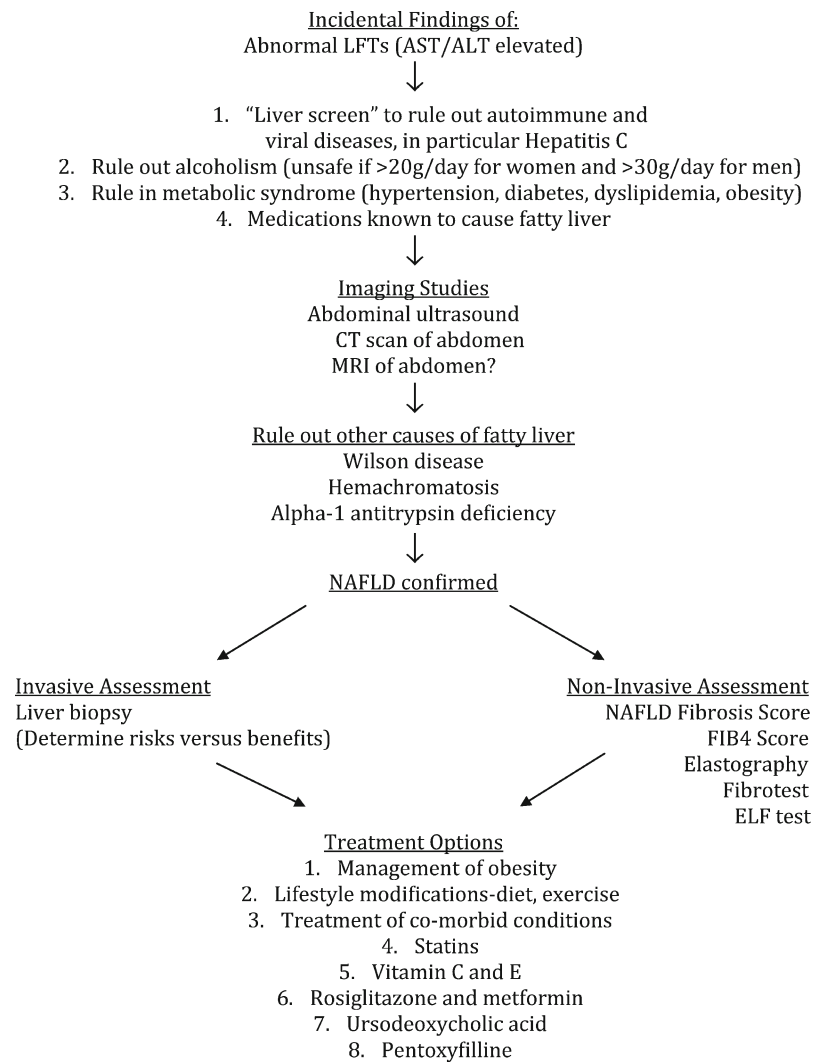 Incidental Findings of:
Abnormal LFTs (AST/ALT elevated)
1. “Liver screen” to rule out autoimmune and
viral diseases, in particular Hepatitis C
2. Rule out alcoholism (unsafe if >20g/day for women and >30g/day for men)
3. Rule in metabolic syndrome (hypertension, diabetes, dyslipidemia, obesity)
4. Medications known to cause fatty liver
Imaging Studies
Abdominal ultrasound
CT scan of abdomen
MRI of abdomen?
Rule out other causes of fatty liver
Wilson disease
Hemachromatosis
Alpha-1 antitrypsin deficiency
NAFLD confirmed
Invasive Assessment
Liver biopsy
(Determine risks versus benefits)
Non-Invasive Assessment
NAFLD Fibrosis Score
FIB4 Score
Elastography
Fibrotest
ELF test
Treatment Options
1. Management of obesity
2. Lifestyle modifications-diet, exercise
3. Treatment of co-morbid conditions
4. Statins
5. Vitamin C and E
6. Rosiglitazone and metformin
7. Ursodeoxycholic acid
8. Pentoxyfilline